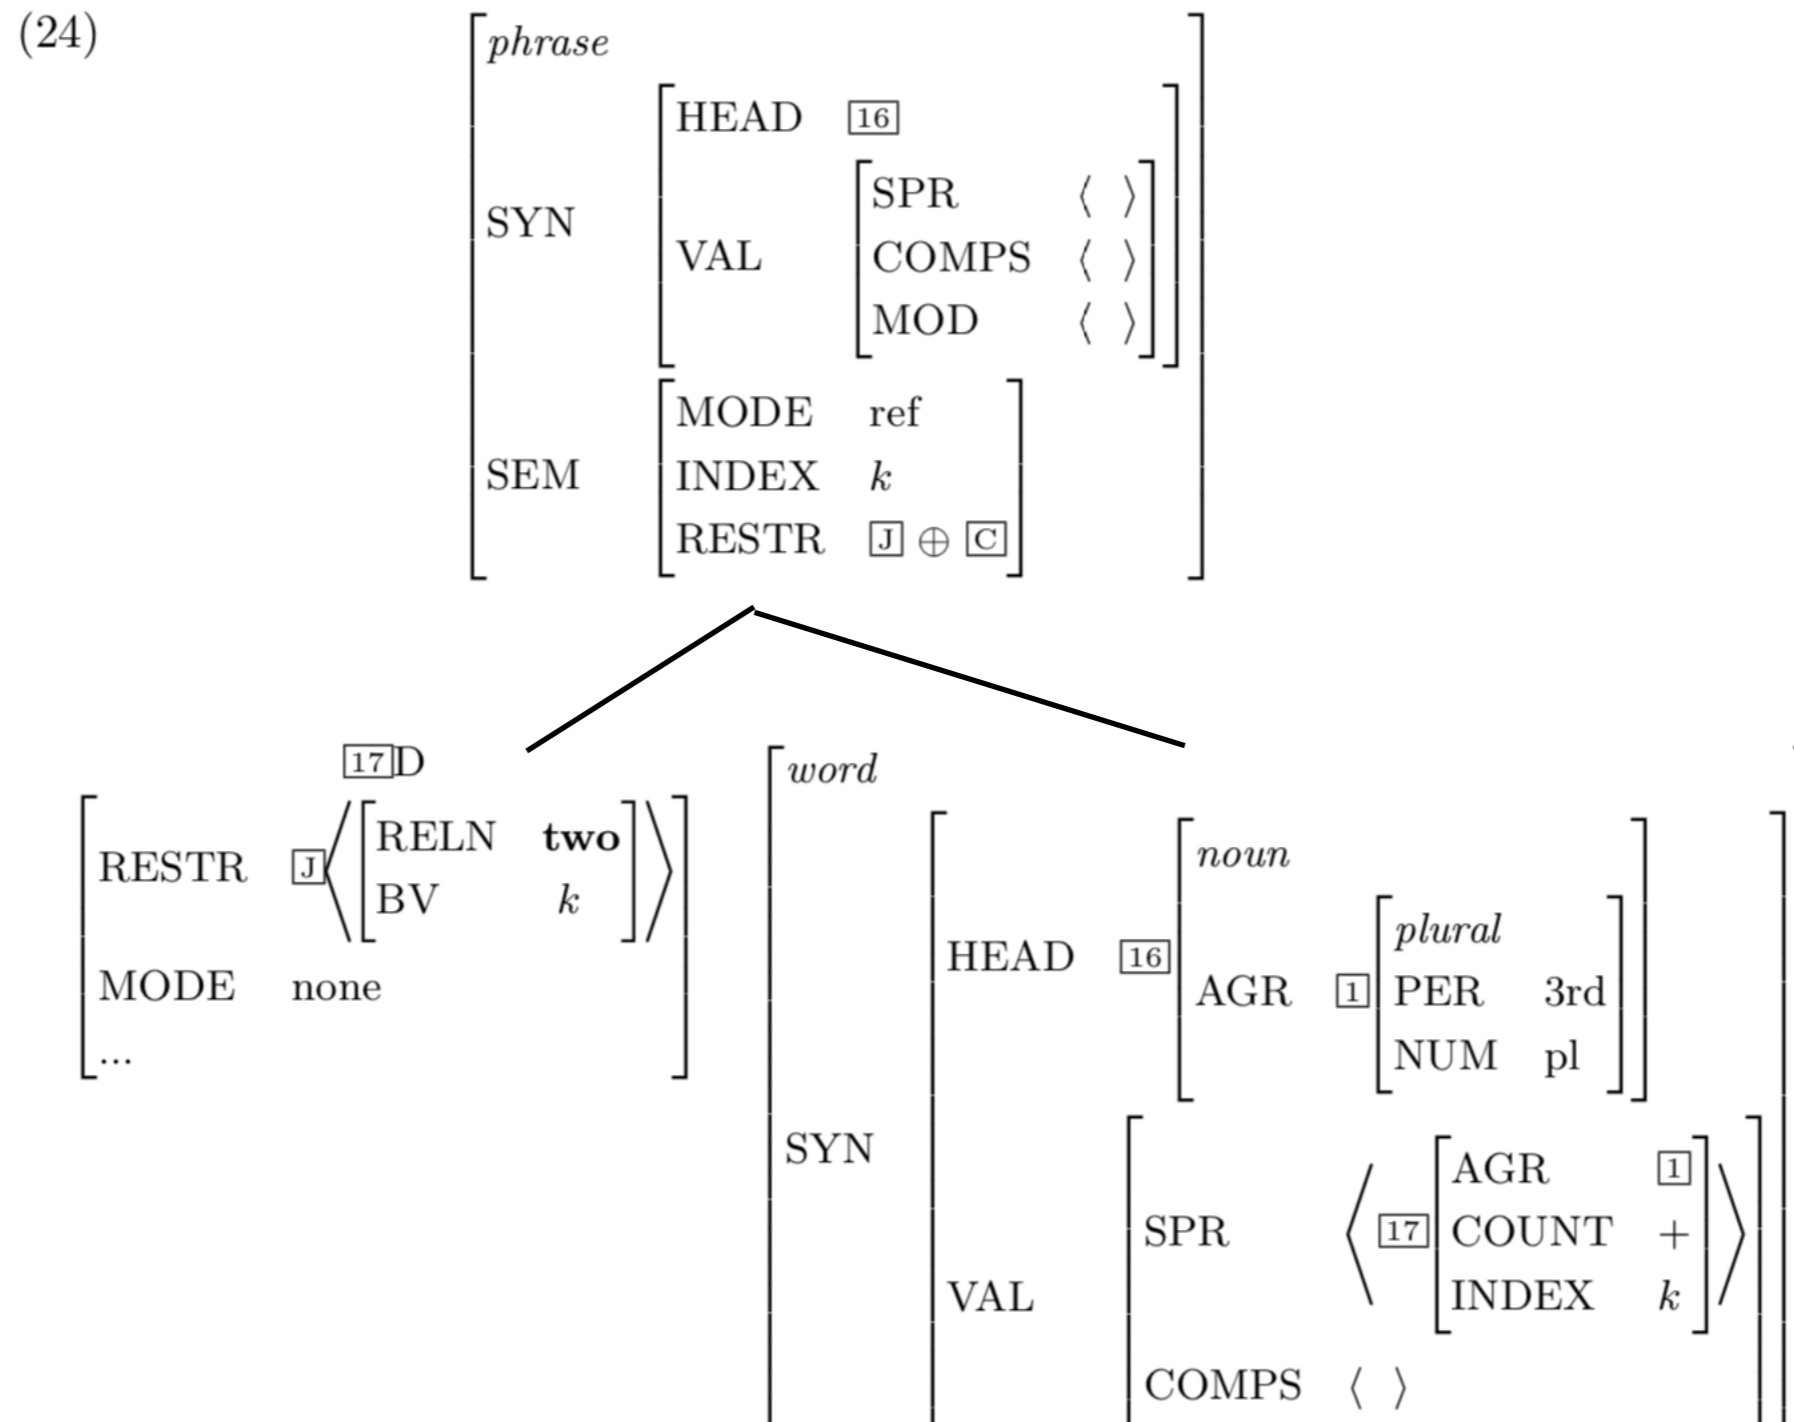 (24)
phrase
HEAD 16
SPR ⟨ ⟩
SYN
VAL COMPS ⟨ ⟩
MOD ⟨ ⟩
MODE ref
SEM INDEX k
RESTR J ⊕ C
17 D
RELN two
RESTR J
BV k
MODE none
...
word
noun
plural
HEAD 16
AGR 1 PER 3rd
NUM pl
SYN
AGR 1
SPR ⟨ 17 COUNT + ⟩
VAL
INDEX k
COMPS ⟨ ⟩